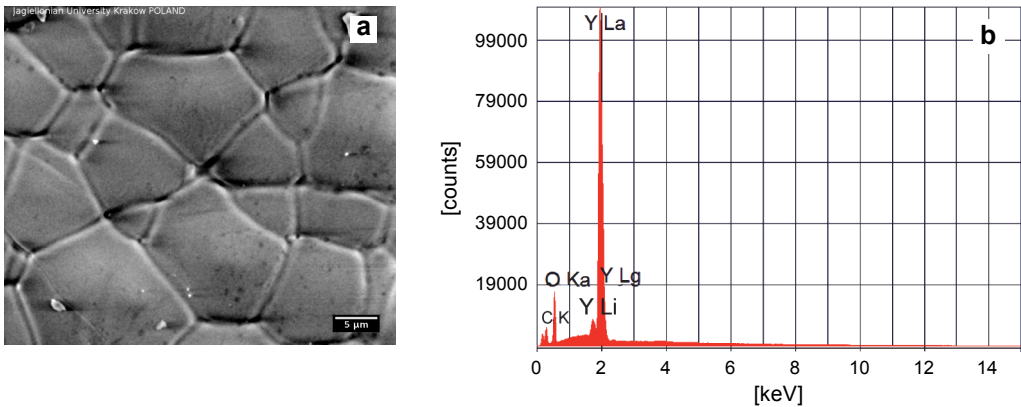 Jagiellonian University Krakow POLAND
a
5 µm
b
Y La
99000
79000
59000
39000
19000
[counts]
O Ka
Y Lg
C K
Y Li
0 2 4 6 8 10 12 14
[keV]